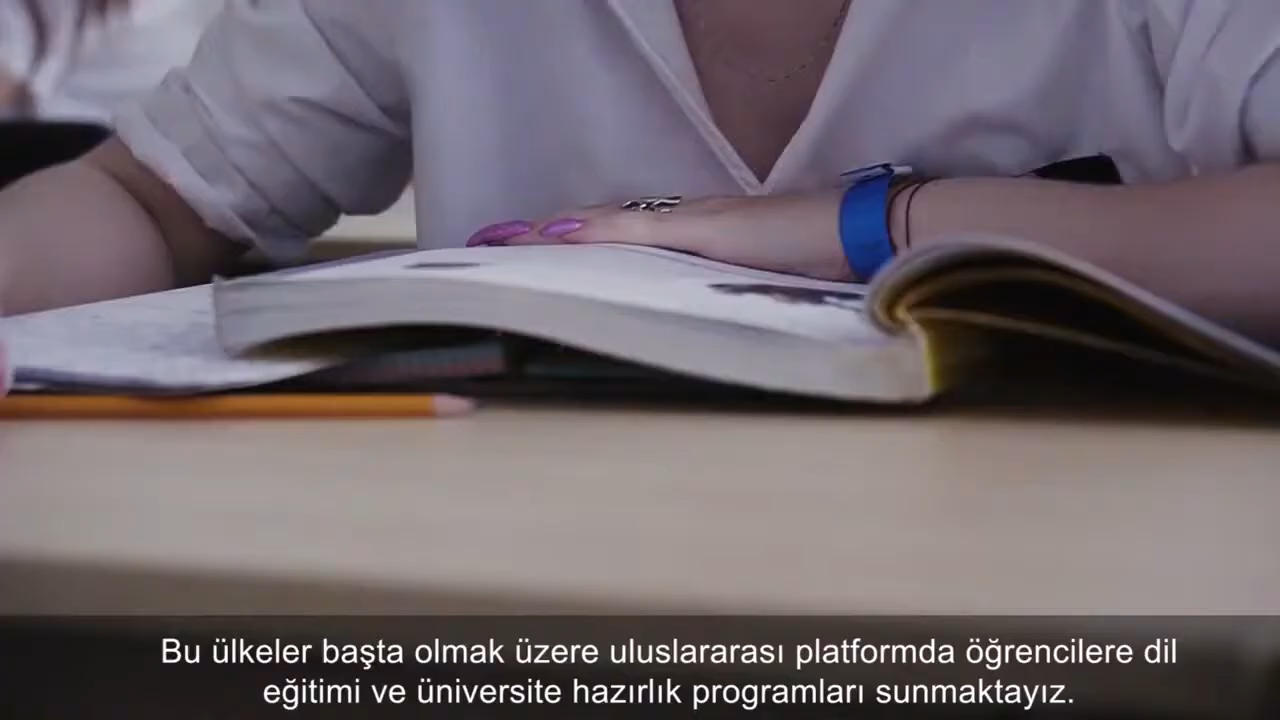 Bu ülkeler başta olmak üzere uluslararası platformda öğrencilere dil
eğitimi ve üniversite hazırlık programları sunmaktayız.